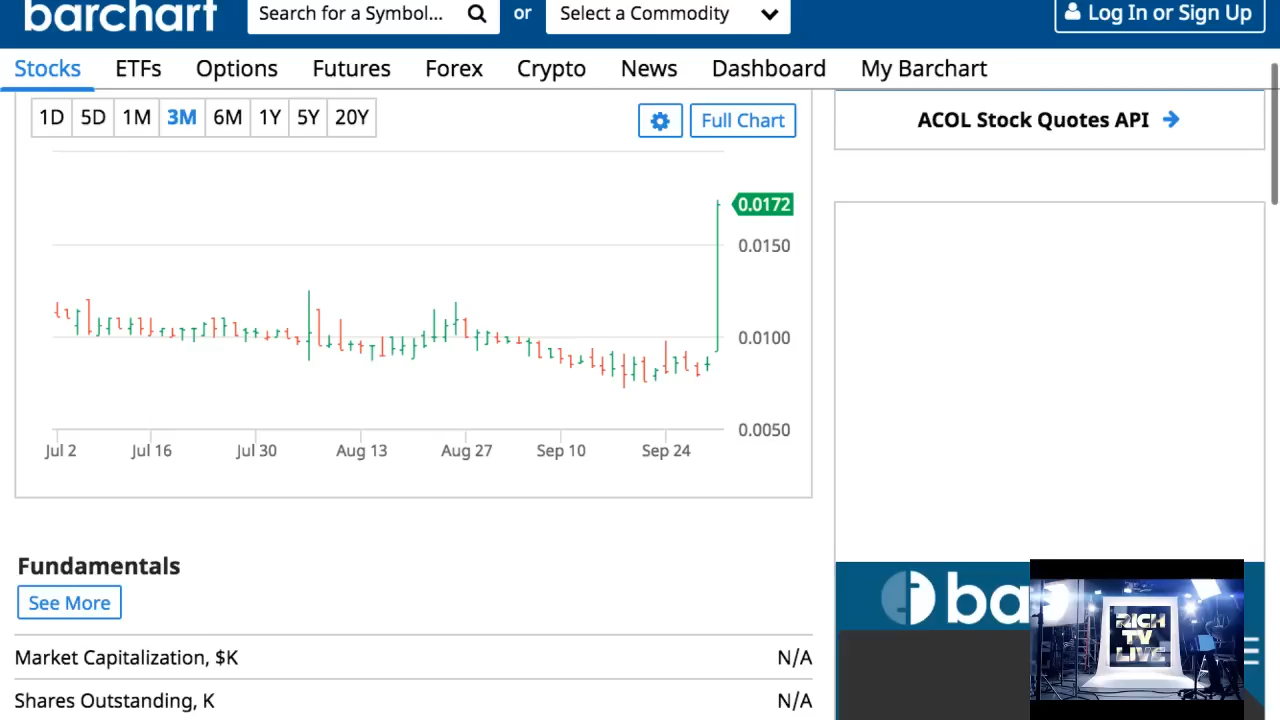 barchart
Search for a Symbol...
or
Select a Commodity
Log In or Sign Up
Stocks ETFs Options Futures Forex Crypto News Dashboard My Barchart
1D 5D 1M 3M 6M 1Y 5Y 20Y
Full Chart
ACOL Stock Quotes API
0.0172
0.0150
0.0100
0.0050
Jul 2 Jul 16 Jul 30 Aug 13 Aug 27 Sep 10 Sep 24
Fundamentals
See More
Market Capitalization, $K N/A
Shares Outstanding, K N/A
ba
RICH
TV
LIVE